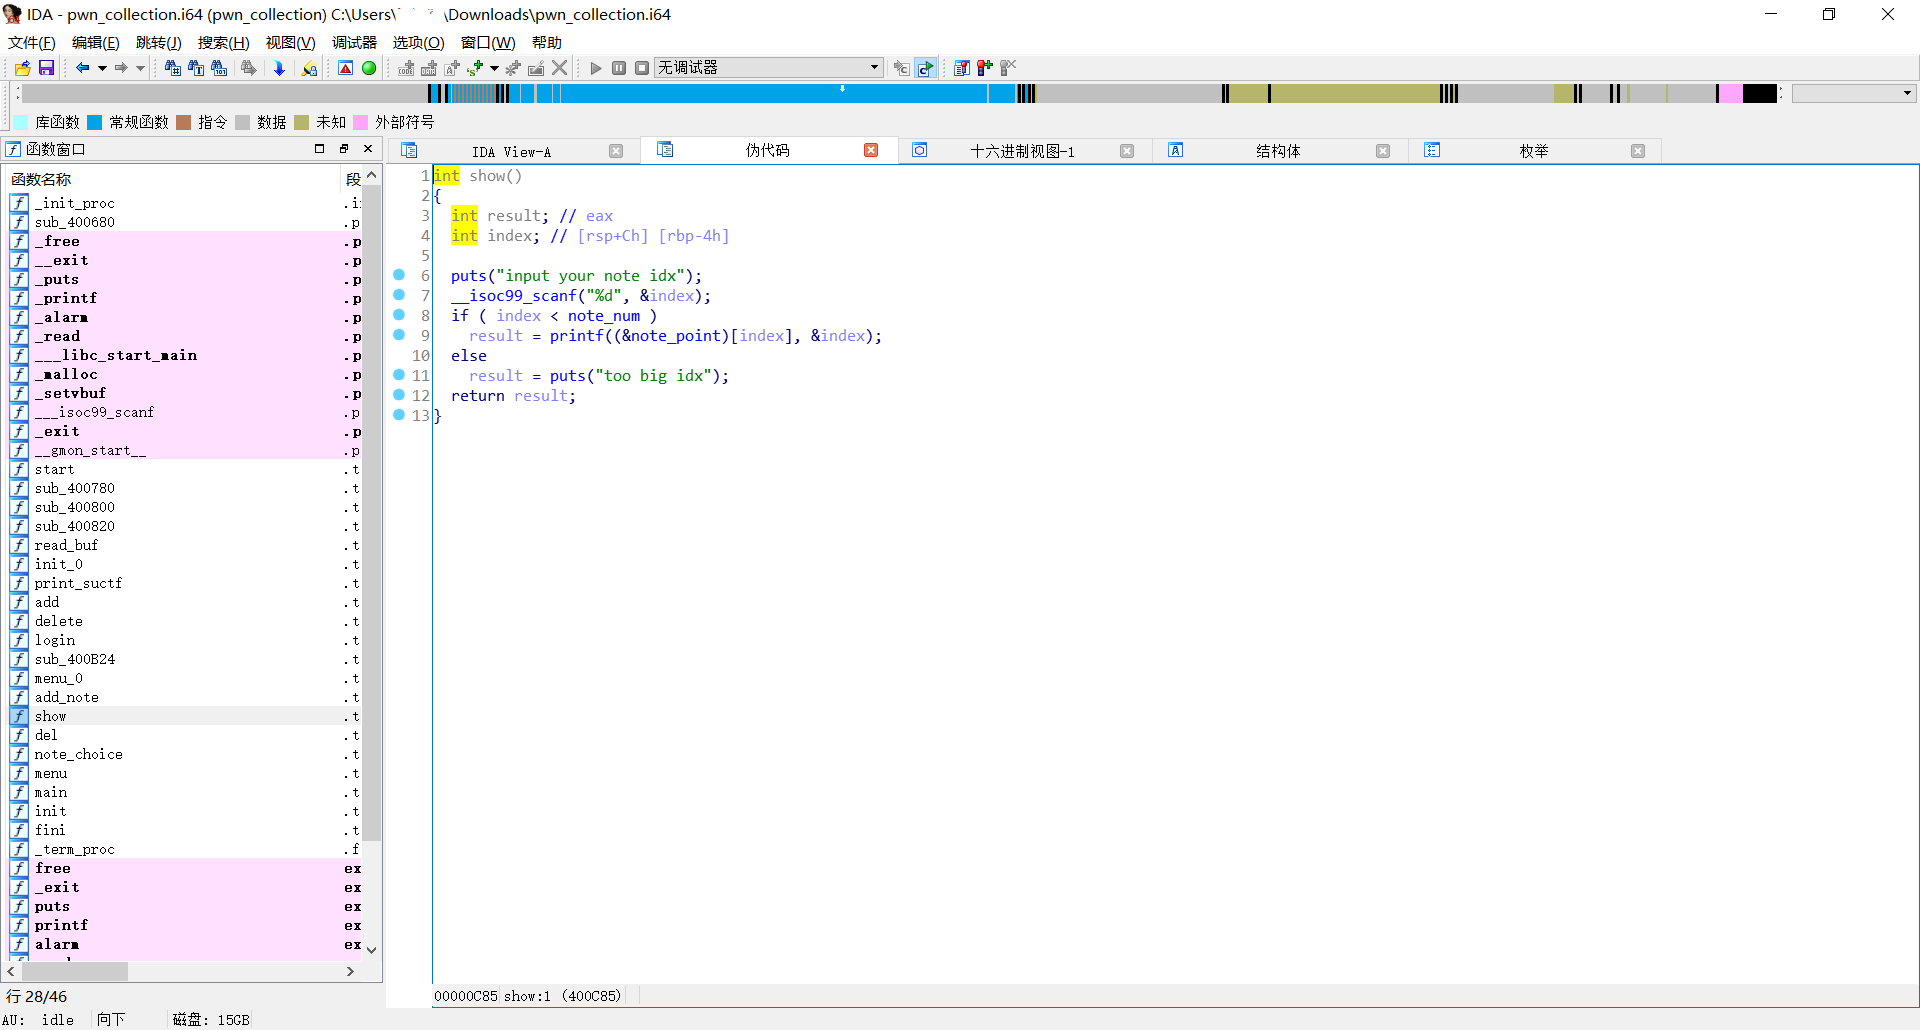 IDA - pwn_collection.i64 (pwn_collection) C:\Users\ \Downloads\pwn_collection.i64
文件(F) 编辑(E) 跳转(J) 搜索(H) 视图(V) 调试器 选项(O) 窗口(W) 帮助
无调试器
库函数 常规函数 指令 数据 未知 外部符号
函数窗口
IDA View-A 伪代码 十六进制视图-1 结构体 枚举
函数名称 段
_init_proc .i
sub_400680 .p
_free .p
__exit .p
_puts .p
_printf .p
_alarm .p
_read .p
___libc_start_main .p
_malloc .p
_setvbuf .p
___isoc99_scanf .p
_exit .p
__gmon_start__ .p
start .t
sub_400780 .t
sub_400800 .t
sub_400820 .t
read_buf .t
init_0 .t
print_suctf .t
add .t
delete .t
login .t
sub_400B24 .t
menu_0 .t
add_note .t
show .t
del .t
note_choice .t
menu .t
main .t
init .t
fini .t
_term_proc .f
free ex
_exit ex
puts ex
printf ex
alarm ex
行 28/46
1 int show()
2 {
3 int result; // eax
4 int index; // [rsp+Ch] [rbp-4h]
5
6 puts("input your note idx");
7 __isoc99_scanf("%d", &index);
8 if ( index < note_num )
9 result = printf((&note_point)[index], &index);
10 else
11 result = puts("too big idx");
12 return result;
13 }
00000C85 show:1 (400C85)
AU: idle 向下 磁盘: 15GB